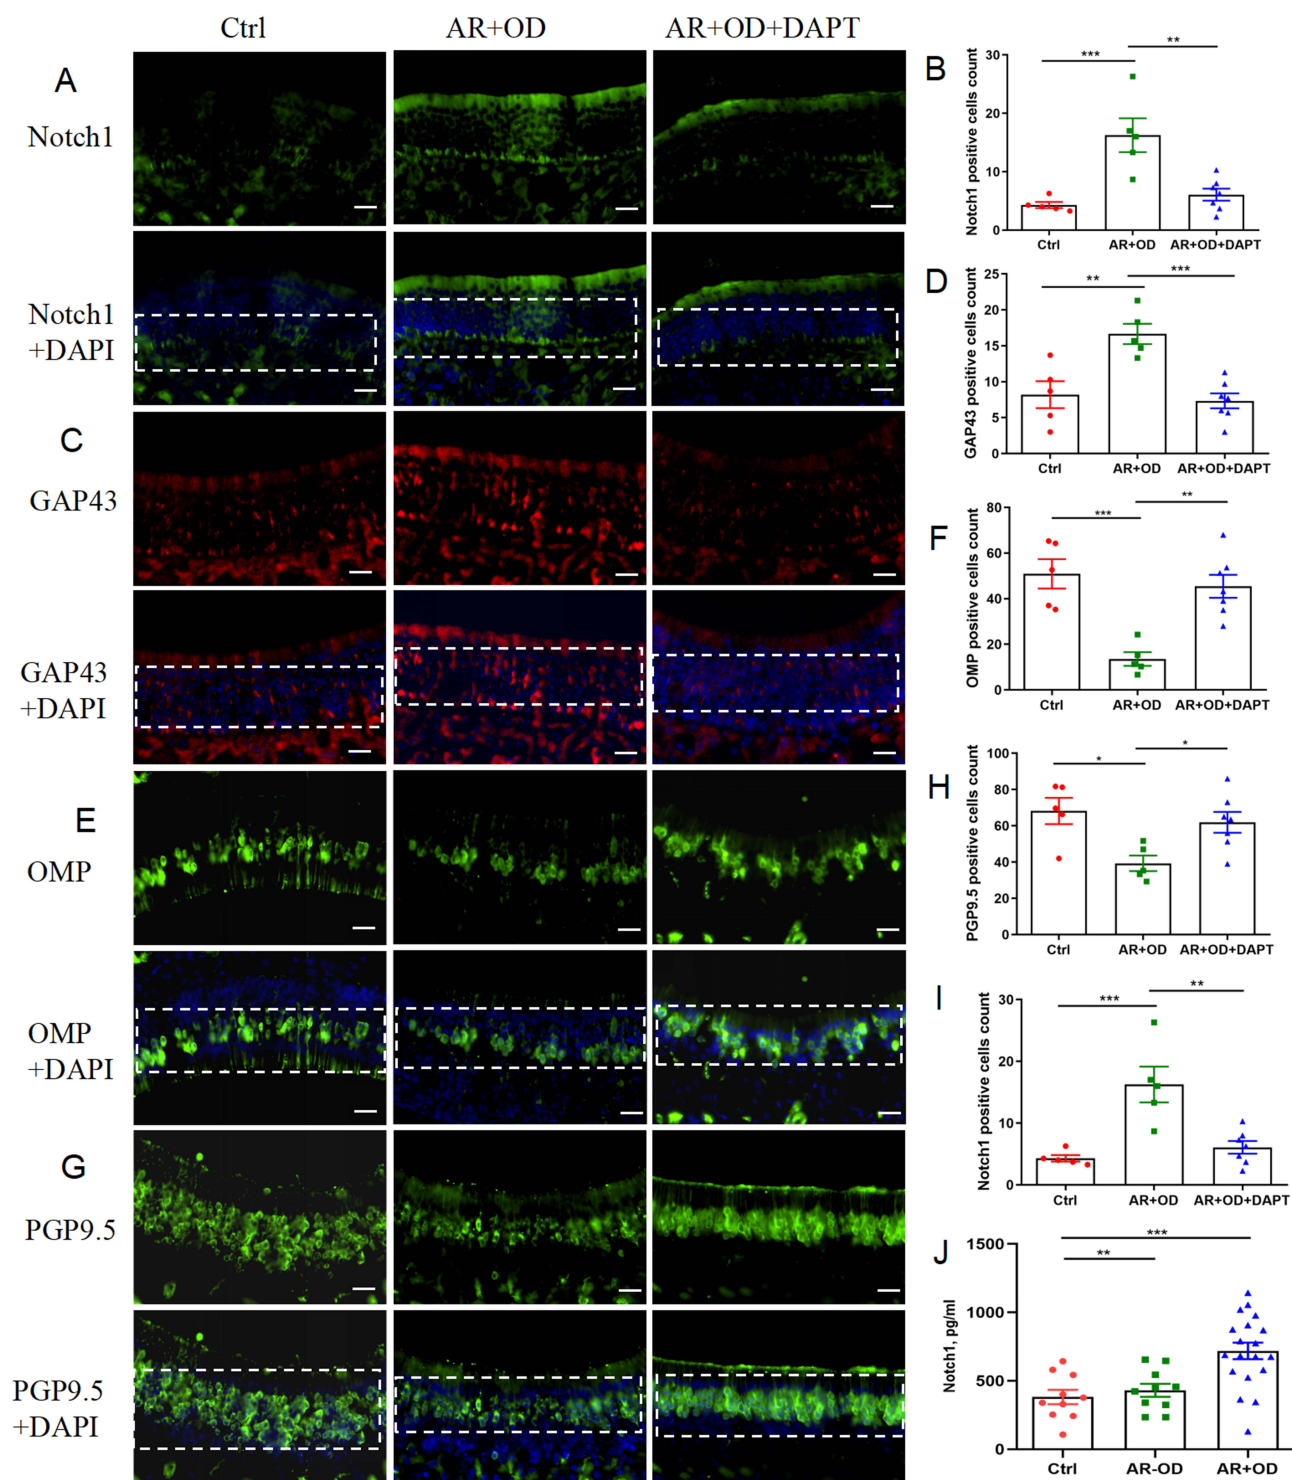 Ctrl
AR+OD
AR+OD+DAPT
A
Notch1
Notch1
+DAPI
C
GAP43
GAP43
+DAPI
E
OMP
OMP
+DAPI
G
PGP9.5
PGP9.5
+DAPI
B
Notch1 positive cells count
30
20
10
0
***
**
Ctrl
AR+OD
AR+OD+DAPT
D
GAP43 positive cells count
25
20
15
10
5
0
**
***
Ctrl
AR+OD
AR+OD+DAPT
F
OMP positive cells count
80
60
40
20
0
***
**
Ctrl
AR+OD
AR+OD+DAPT
H
PGP9.5 positive cells count
100
80
60
40
20
0
*
*
Ctrl
AR+OD
AR+OD+DAPT
I
Notch1 positive cells count
30
20
10
0
***
**
Ctrl
AR+OD
AR+OD+DAPT
J
Notch1, pg/ml
1500
1000
500
0
***
**
Ctrl
AR-OD
AR+OD